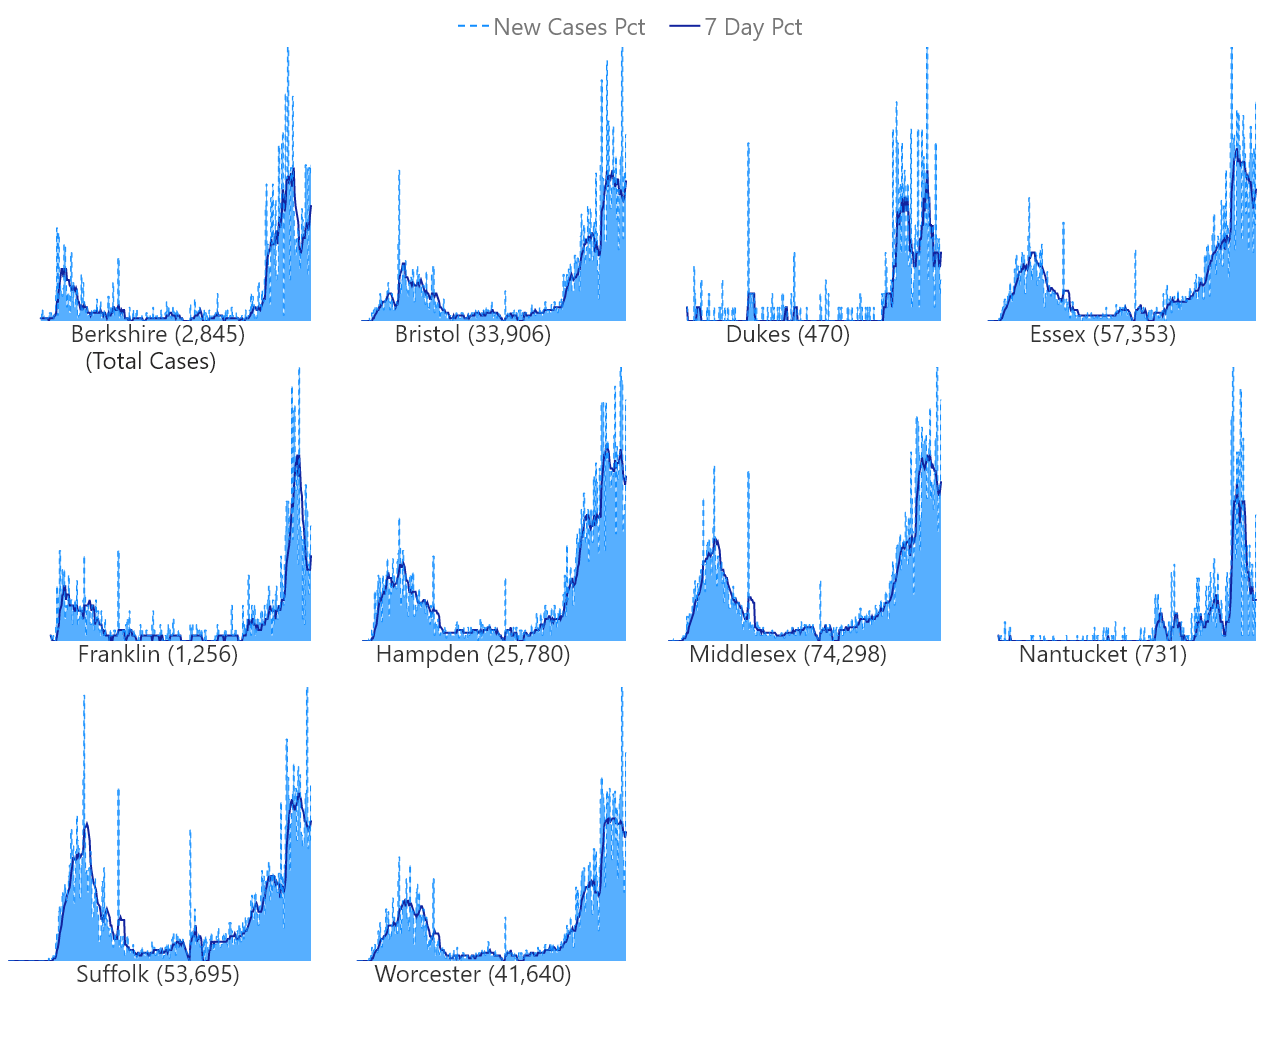 New Cases Pct 7 Day Pct
Berkshire (2,845) Bristol (33,906) Dukes (470) Essex (57,353)
(Total Cases)
Franklin (1,256) Hampden (25,780) Middlesex (74,298) Nantucket (731)
Suffolk (53,695) Worcester (41,640)